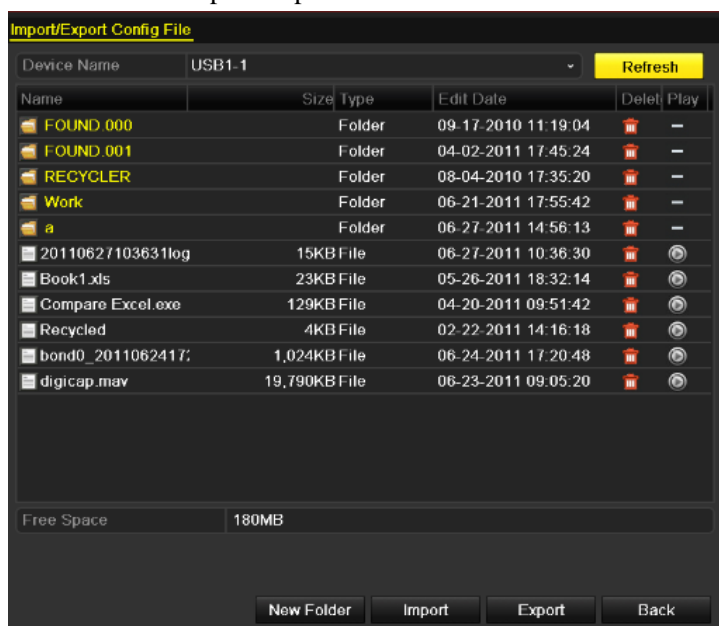 Import/Export Config File
Device Name USB1-1 Refresh
Name Size Type Edit Date Delet Play
FOUND.000 Folder 09-17-2010 11:19:04 –
FOUND.001 Folder 04-02-2011 17:45:24 –
RECYCLER Folder 08-04-2010 17:35:20 –
Work Folder 06-21-2011 17:55:42 –
a Folder 06-27-2011 14:56:13 –
20110627103631log 15KB File 06-27-2011 10:36:30
Book1.xls 23KB File 05-26-2011 18:32:14
Compare Excel.exe 129KB File 04-20-2011 09:51:42
Recycled 4KB File 02-22-2011 14:16:18
bond0_2011062417 1,024KB File 06-24-2011 17:20:48
digicap.mav 19,790KB File 06-23-2011 09:05:20
Free Space 180MB
New Folder Import Export Back